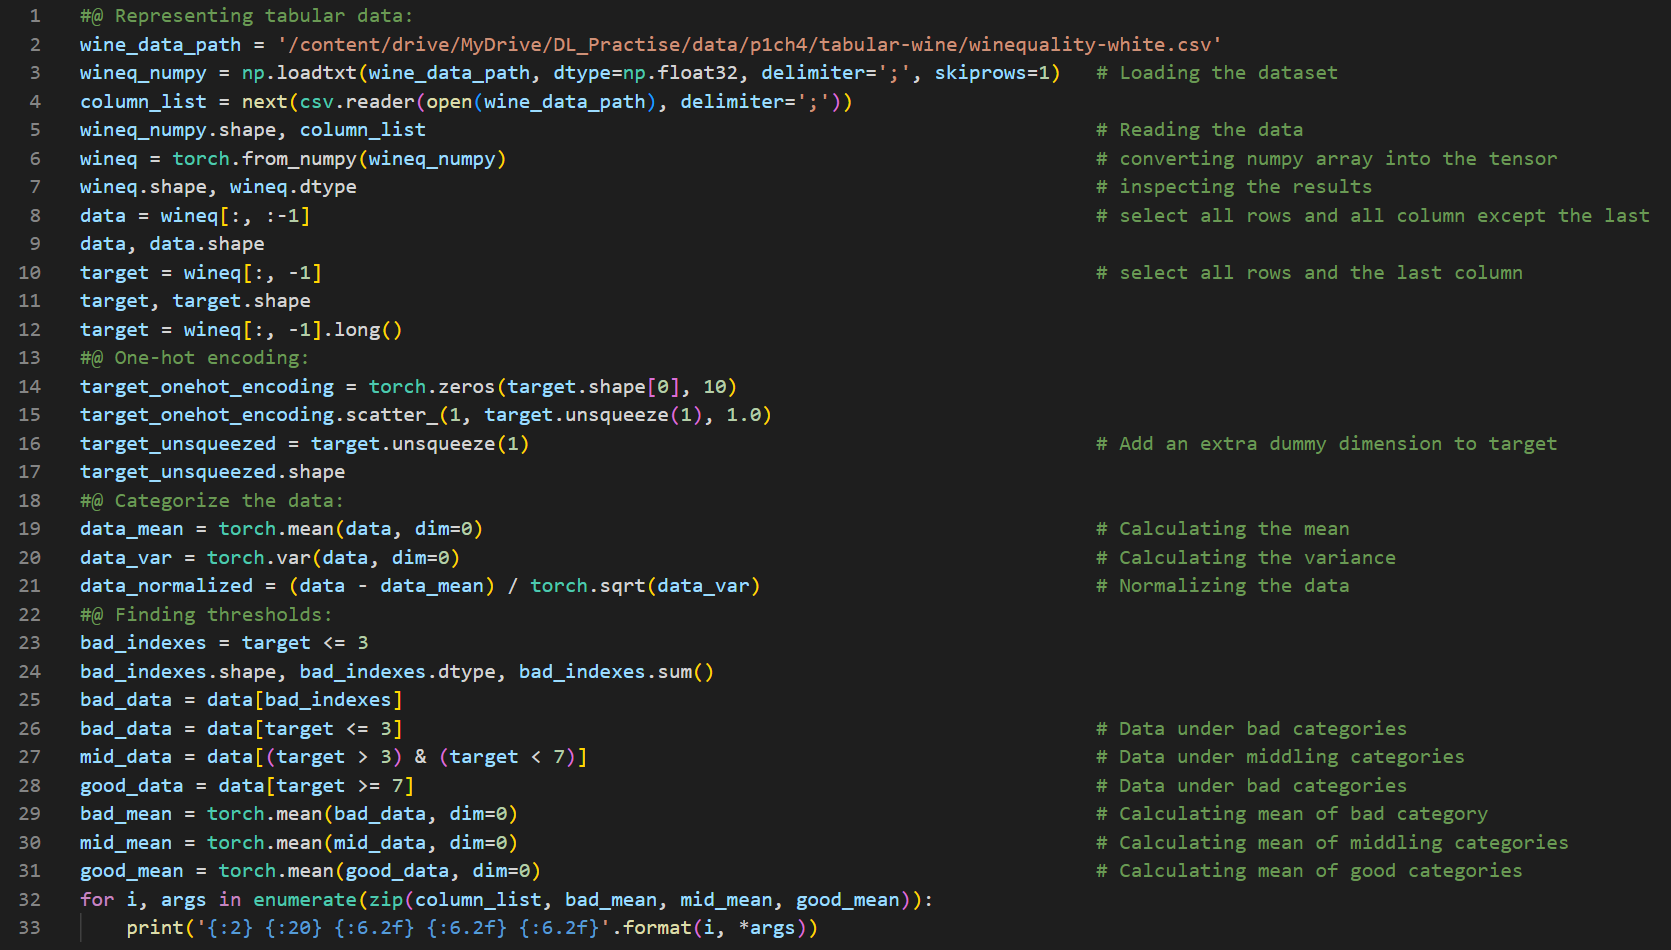 1 #@ Representing tabular data:
2 wine_data_path = '/content/drive/MyDrive/DL_Practise/data/p1ch4/tabular-wine/winequality-white.csv'
3 wineq_numpy = np.loadtxt(wine_data_path, dtype=np.float32, delimiter=';', skiprows=1) # Loading the dataset
4 column_list = next(csv.reader(open(wine_data_path), delimiter=';'))
5 wineq_numpy.shape, column_list # Reading the data
6 wineq = torch.from_numpy(wineq_numpy) # converting numpy array into the tensor
7 wineq.shape, wineq.dtype # inspecting the results
8 data = wineq[:, :-1] # select all rows and all column except the last
9 data, data.shape
10 target = wineq[:, -1] # select all rows and the last column
11 target, target.shape
12 target = wineq[:, -1].long()
13 #@ One-hot encoding:
14 target_onehot_encoding = torch.zeros(target.shape[0], 10)
15 target_onehot_encoding.scatter_(1, target.unsqueeze(1), 1.0)
16 target_unsqueezed = target.unsqueeze(1) # Add an extra dummy dimension to target
17 target_unsqueezed.shape
18 #@ Categorize the data:
19 data_mean = torch.mean(data, dim=0) # Calculating the mean
20 data_var = torch.var(data, dim=0) # Calculating the variance
21 data_normalized = (data - data_mean) / torch.sqrt(data_var) # Normalizing the data
22 #@ Finding thresholds:
23 bad_indexes = target <= 3
24 bad_indexes.shape, bad_indexes.dtype, bad_indexes.sum()
25 bad_data = data[bad_indexes]
26 bad_data = data[target <= 3] # Data under bad categories
27 mid_data = data[(target > 3) & (target < 7)] # Data under middling categories
28 good_data = data[target >= 7] # Data under bad categories
29 bad_mean = torch.mean(bad_data, dim=0) # Calculating mean of bad category
30 mid_mean = torch.mean(mid_data, dim=0) # Calculating mean of middling categories
31 good_mean = torch.mean(good_data, dim=0) # Calculating mean of good categories
32 for i, args in enumerate(zip(column_list, bad_mean, mid_mean, good_mean)):
33 print('{:2} {:20} {:6.2f} {:6.2f} {:6.2f}'.format(i, *args))